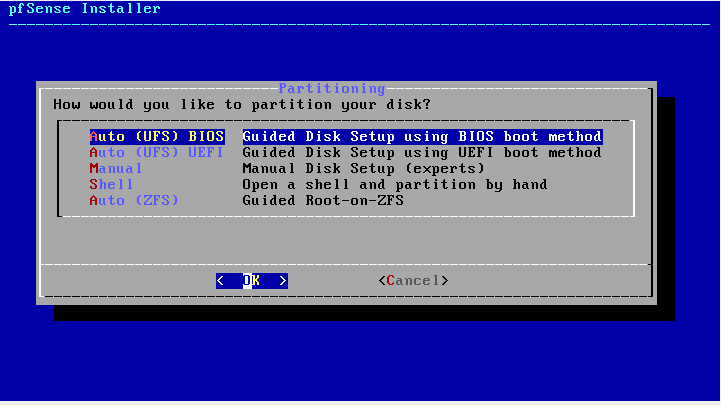 pfSense Installer
Partitioning
How would you like to partition your disk?
Auto (UFS) BIOS Guided Disk Setup using BIOS boot method
Auto (UFS) UEFI Guided Disk Setup using UEFI boot method
Manual Manual Disk Setup (experts)
Shell Open a shell and partition by hand
Auto (ZFS) Guided Root-on-ZFS
< OK > <Cancel>